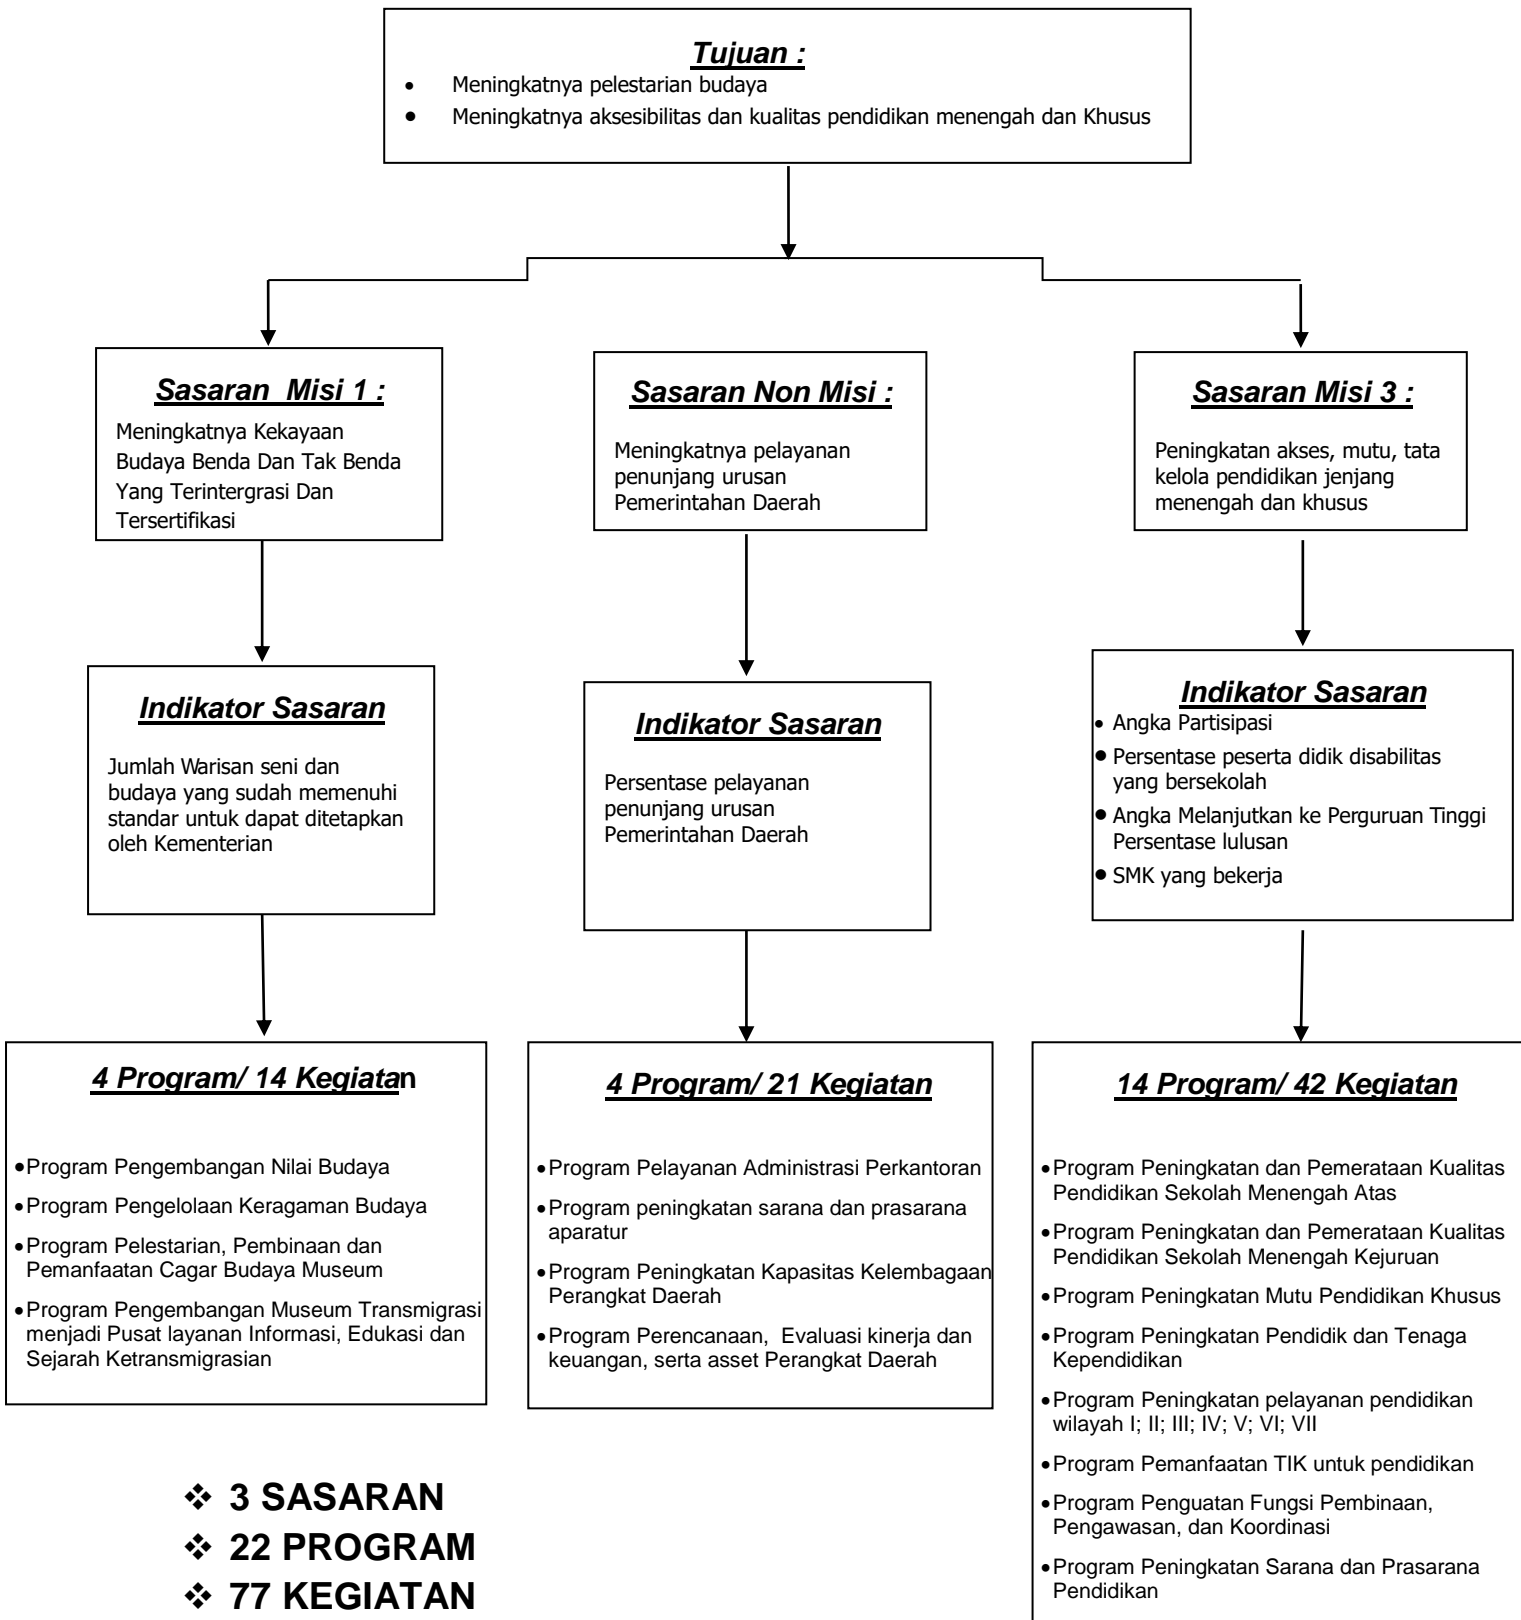 Tujuan :
• Meningkatnya pelestarian budaya
• Meningkatnya aksesibilitas dan kualitas pendidikan menengah dan Khusus
Sasaran Misi 1 :
Meningkatnya Kekayaan
Budaya Benda Dan Tak Benda
Yang Terintergrasi Dan
Tersertifikasi
Sasaran Non Misi :
Meningkatnya pelayanan
penunjang urusan
Pemerintahan Daerah
Sasaran Misi 3 :
Peningkatan akses, mutu, tata
kelola pendidikan jenjang
menengah dan khusus
Indikator Sasaran
Jumlah Warisan seni dan
budaya yang sudah memenuhi
standar untuk dapat ditetapkan
oleh Kementerian
Indikator Sasaran
Persentase pelayanan
penunjang urusan
Pemerintahan Daerah
Indikator Sasaran
• Angka Partisipasi
• Persentase peserta didik disabilitas
yang bersekolah
• Angka Melanjutkan ke Perguruan Tinggi
Persentase lulusan
• SMK yang bekerja
4 Program/ 14 Kegiatan
• Program Pengembangan Nilai Budaya
• Program Pengelolaan Keragaman Budaya
• Program Pelestarian, Pembinaan dan
Pemanfaatan Cagar Budaya Museum
• Program Pengembangan Museum Transmigrasi
menjadi Pusat layanan Informasi, Edukasi dan
Sejarah Ketransmigrasian
4 Program/ 21 Kegiatan
• Program Pelayanan Administrasi Perkantoran
• Program peningkatan sarana dan prasarana
aparatur
• Program Peningkatan Kapasitas Kelembagaan
Perangkat Daerah
• Program Perencanaan, Evaluasi kinerja dan
keuangan, serta asset Perangkat Daerah
14 Program/ 42 Kegiatan
• Program Peningkatan dan Pemerataan Kualitas
Pendidikan Sekolah Menengah Atas
• Program Peningkatan dan Pemerataan Kualitas
Pendidikan Sekolah Menengah Kejuruan
• Program Peningkatan Mutu Pendidikan Khusus
• Program Peningkatan Pendidik dan Tenaga
Kependidikan
• Program Peningkatan pelayanan pendidikan
wilayah I; II; III; IV; V; VI; VII
• Program Pemanfaatan TIK untuk pendidikan
• Program Penguatan Fungsi Pembinaan,
Pengawasan, dan Koordinasi
• Program Peningkatan Sarana dan Prasarana
Pendidikan
❖ 3 SASARAN
❖ 22 PROGRAM
❖ 77 KEGIATAN